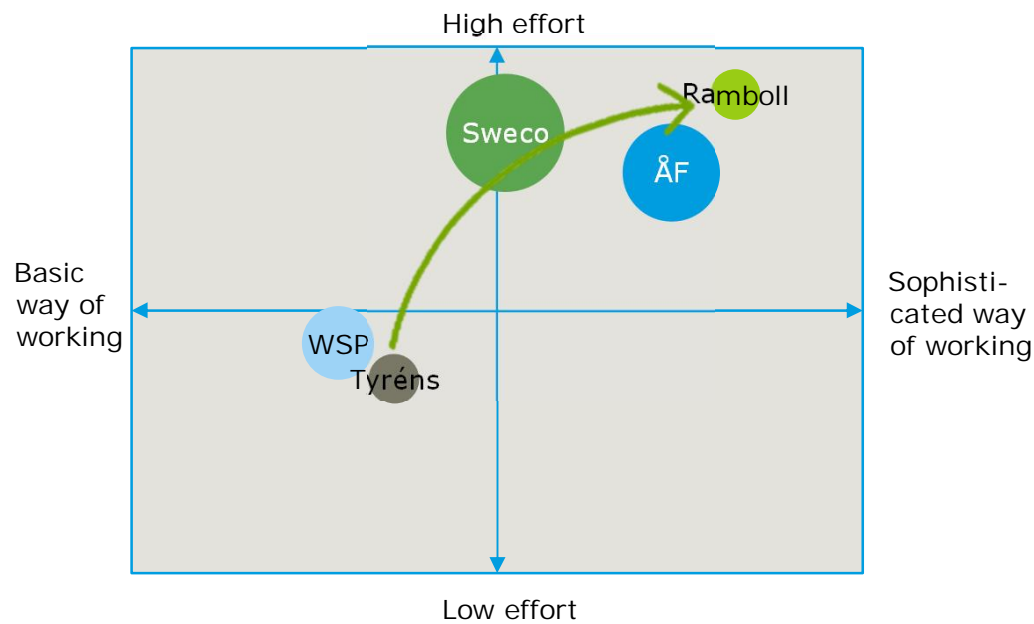 High effort
Ramboll
Sweco
ÅF
Basic
way of
working
Sophisti-
cated way
of working
WSP
Tyréns
Low effort